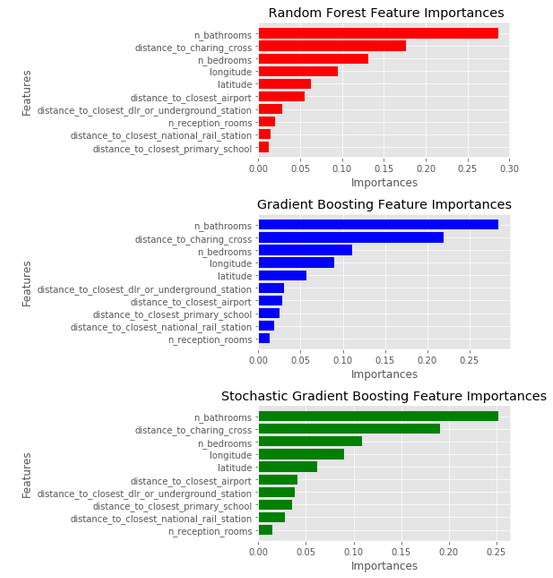 Random Forest Feature Importances
n_bathrooms
distance_to_charing_cross
n_bedrooms
longitude
latitude
distance_to_closest_airport
distance_to_closest_dlr_or_underground_station
n_reception_rooms
distance_to_closest_national_rail_station
distance_to_closest_primary_school
Features
0.00 0.05 0.10 0.15 0.20 0.25 0.30
Importances
Gradient Boosting Feature Importances
n_bathrooms
distance_to_charing_cross
n_bedrooms
longitude
latitude
distance_to_closest_dlr_or_underground_station
distance_to_closest_airport
distance_to_closest_primary_school
distance_to_closest_national_rail_station
n_reception_rooms
Features
0.00 0.05 0.10 0.15 0.20 0.25
Importances
Stochastic Gradient Boosting Feature Importances
n_bathrooms
distance_to_charing_cross
n_bedrooms
longitude
latitude
distance_to_closest_airport
distance_to_closest_dlr_or_underground_station
distance_to_closest_primary_school
distance_to_closest_national_rail_station
n_reception_rooms
Features
0.00 0.05 0.10 0.15 0.20 0.25
Importances